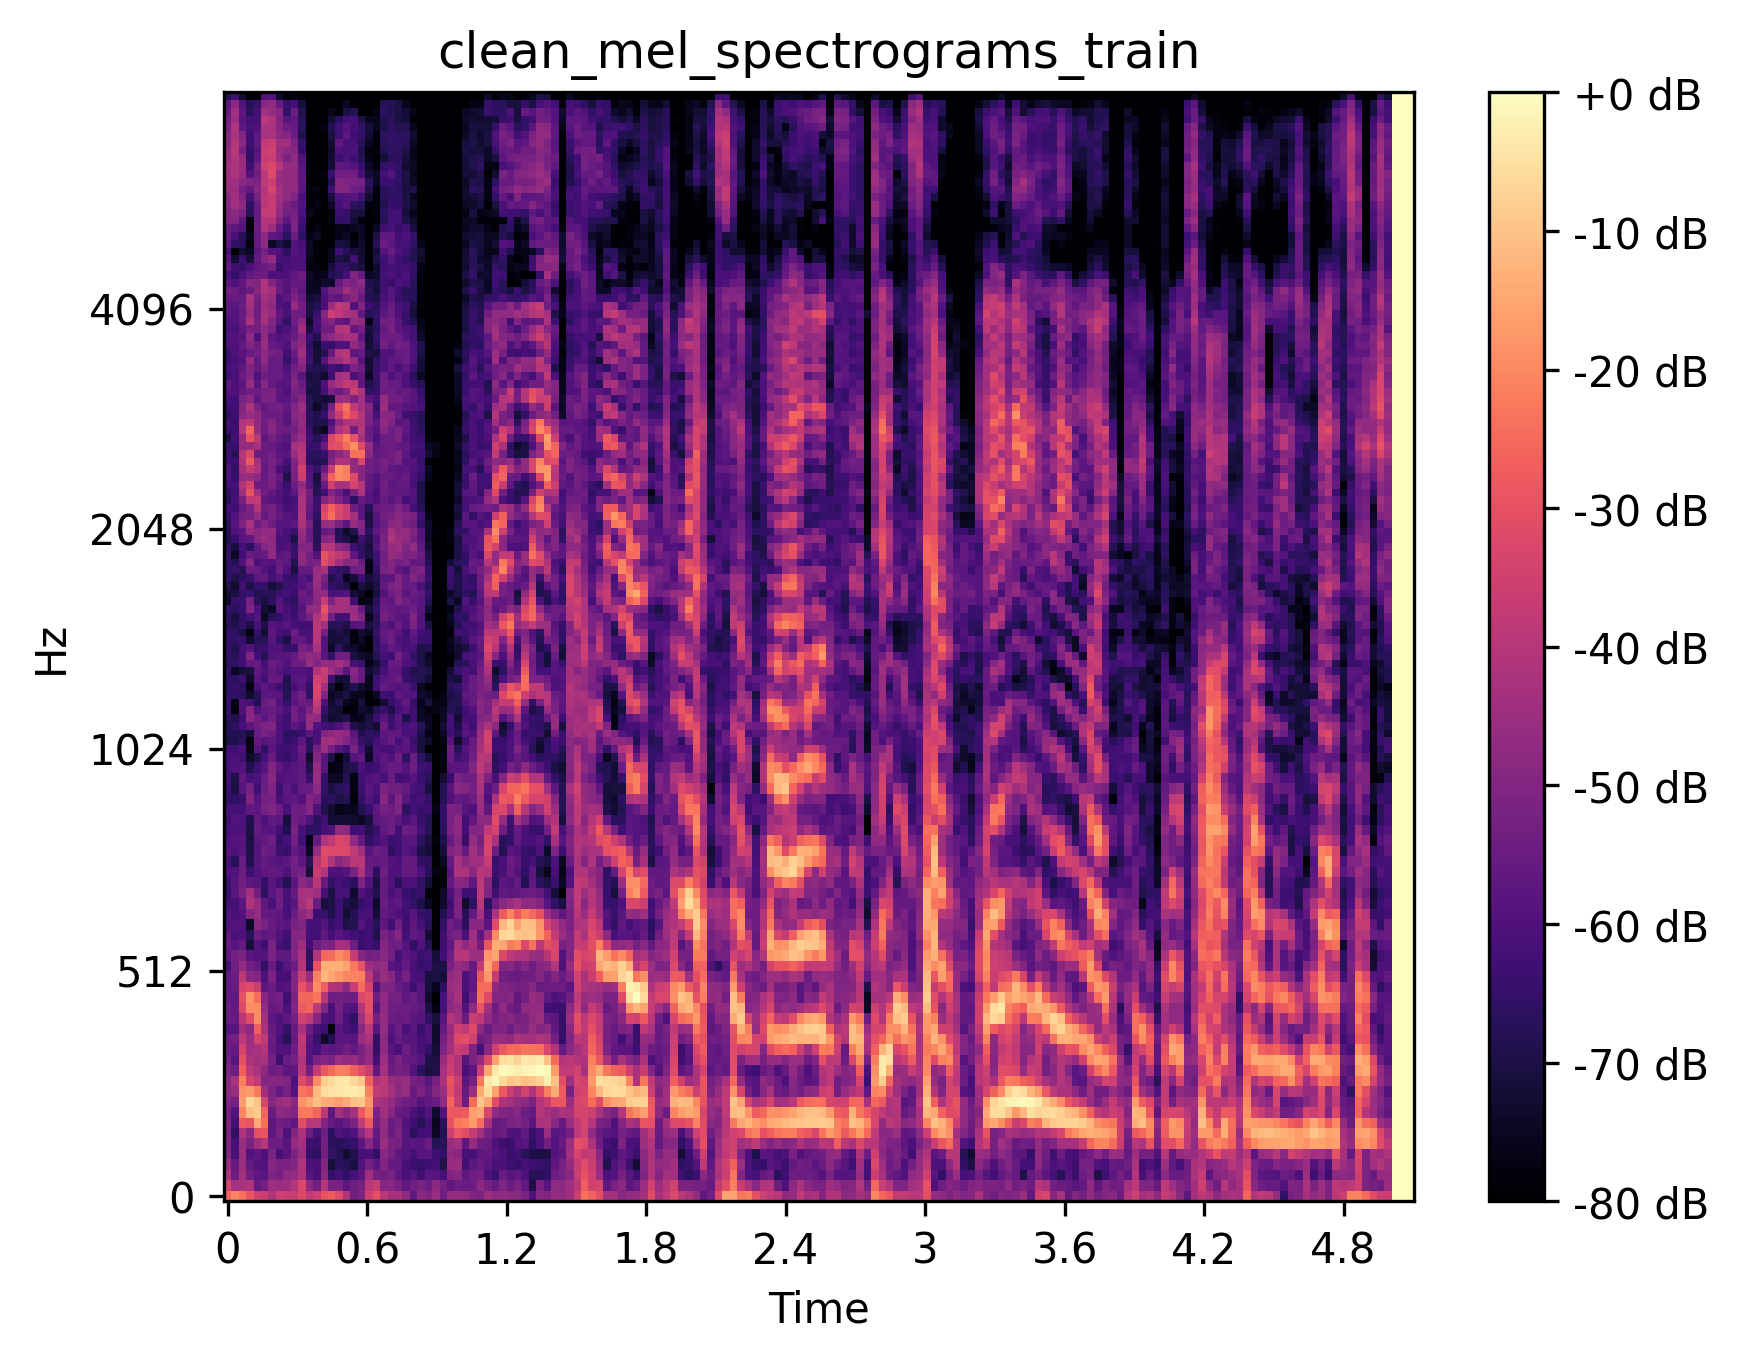 clean_mel_spectrograms_train
Hz
4096
2048
1024
512
0
0 0.6 1.2 1.8 2.4 3 3.6 4.2 4.8
Time
+0 dB
-10 dB
-20 dB
-30 dB
-40 dB
-50 dB
-60 dB
-70 dB
-80 dB